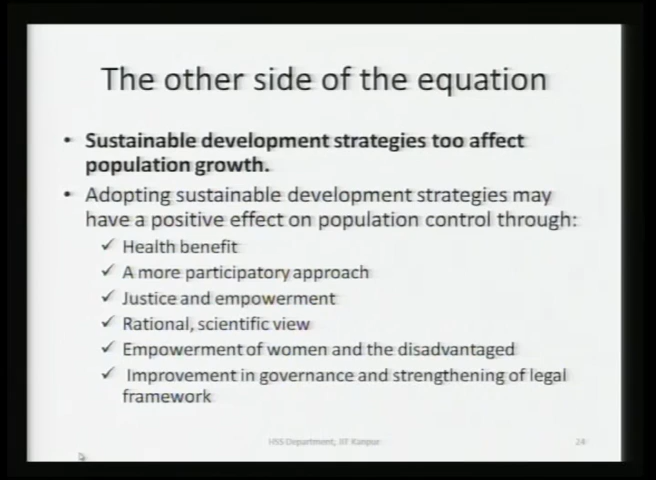 The other side of the equation
• Sustainable development strategies too affect
population growth.
• Adopting sustainable development strategies may
have a positive effect on population control through:
✓ Health benefit
✓ A more participatory approach
✓ Justice and empowerment
✓ Rational, scientific view
✓ Empowerment of women and the disadvantaged
✓ Improvement in governance and strengthening of legal
framework
HSS Department, IIT Kanpur
24